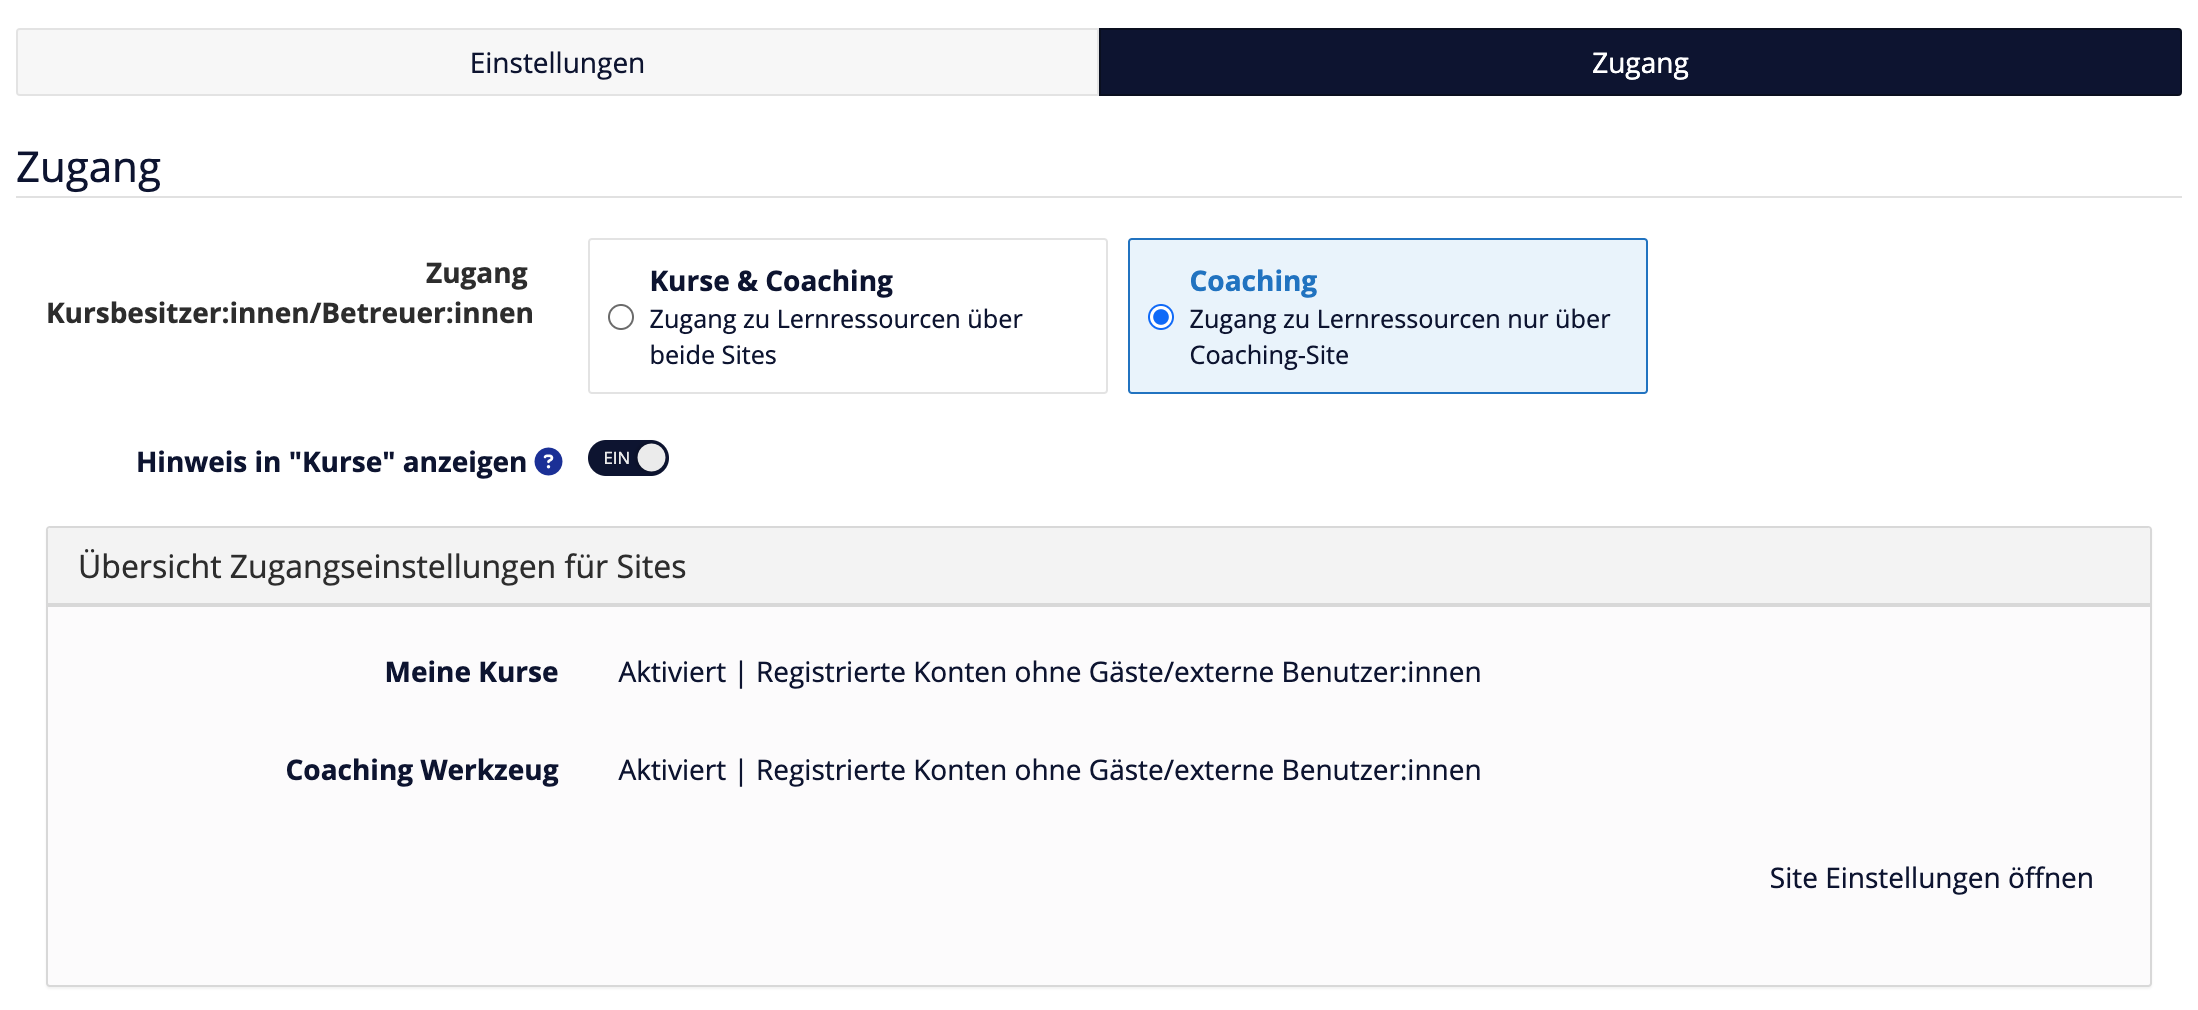 Einstellungen
Zugang
Zugang
Zugang
Kursbesitzer:innen/Betreuer:innen
Kurse & Coaching
Zugang zu Lernressourcen über
beide Sites
Coaching
Zugang zu Lernressourcen nur über
Coaching-Site
Hinweis in "Kurse" anzeigen ?
EIN
Übersicht Zugangseinstellungen für Sites
Meine Kurse
Aktiviert | Registrierte Konten ohne Gäste/externe Benutzer:innen
Coaching Werkzeug
Aktiviert | Registrierte Konten ohne Gäste/externe Benutzer:innen
Site Einstellungen öffnen